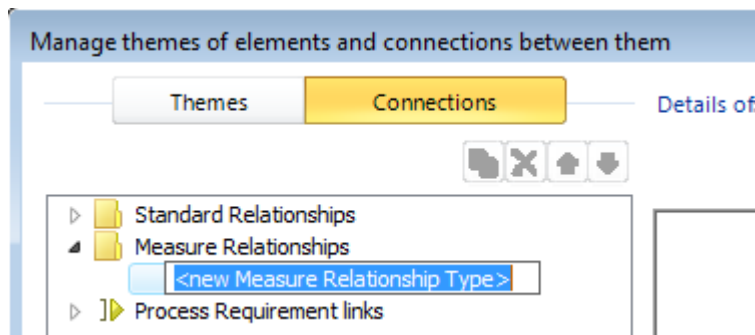 Manage themes of elements and connections between them
Themes Connections Details of
Standard Relationships
Measure Relationships
<new Measure Relationship Type>
Process Requirement links